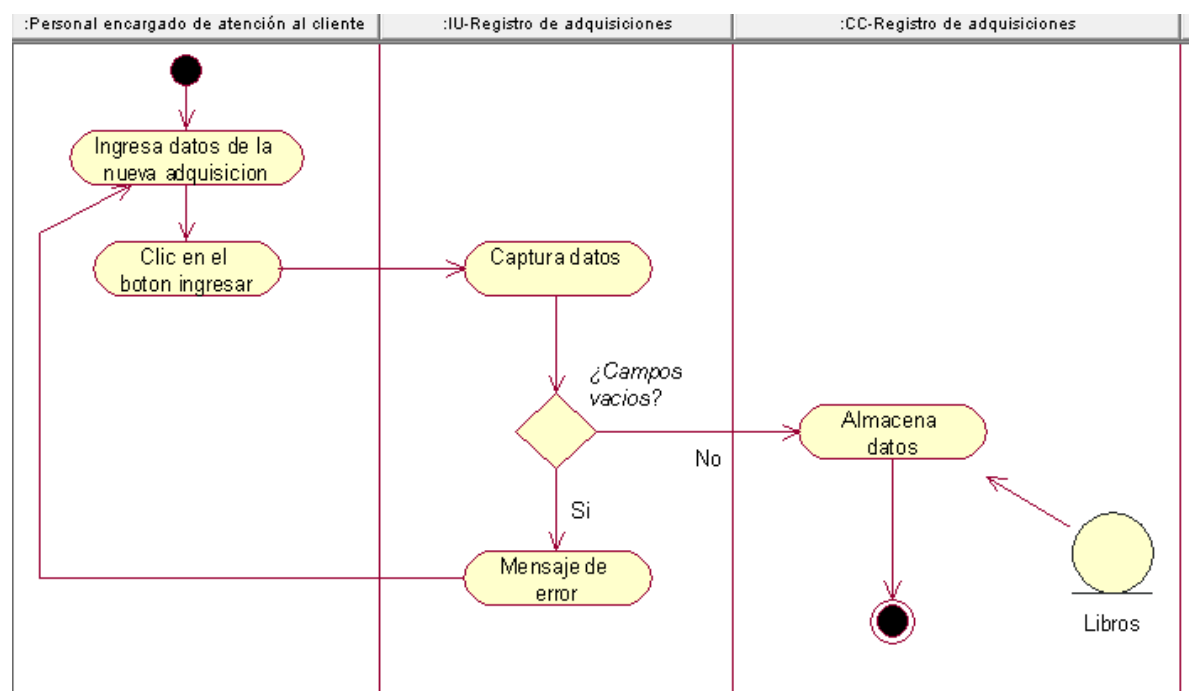 :Personal encargado de atención al cliente
:IU-Registro de adquisiciones
:CC-Registro de adquisiciones
Ingresa datos de la
nueva adquisicion
Clic en el
boton ingresar
Captura datos
¿Campos
vacios?
No
Si
Mensaje de
error
Almacena
datos
Libros